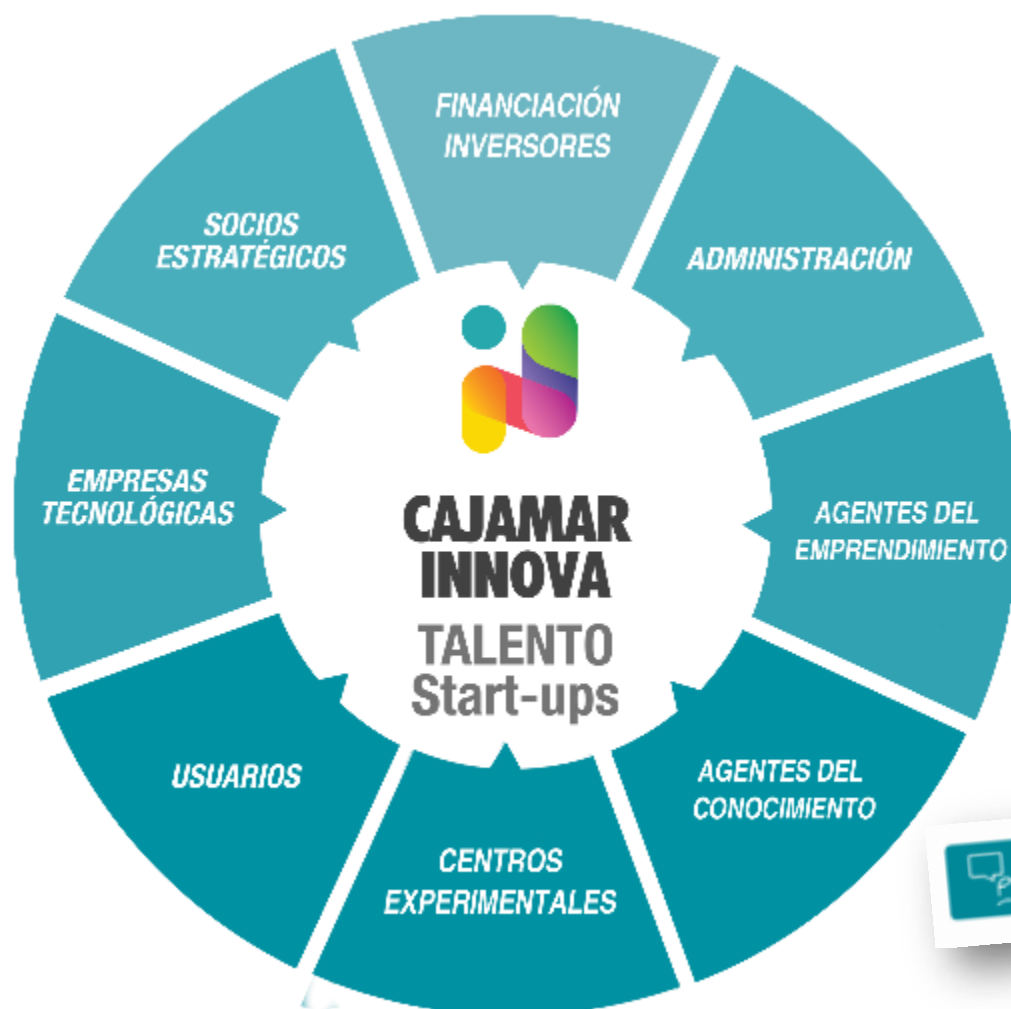 FINANCIACIÓN
INVERSORES
ADMINISTRACIÓN
AGENTES DEL
EMPRENDIMIENTO
AGENTES DEL
CONOCIMIENTO
CENTROS
EXPERIMENTALES
USUARIOS
EMPRESAS
TECNOLÓGICAS
SOCIOS
ESTRATÉGICOS
CAJAMAR
INNOVA
TALENTO
Start-ups